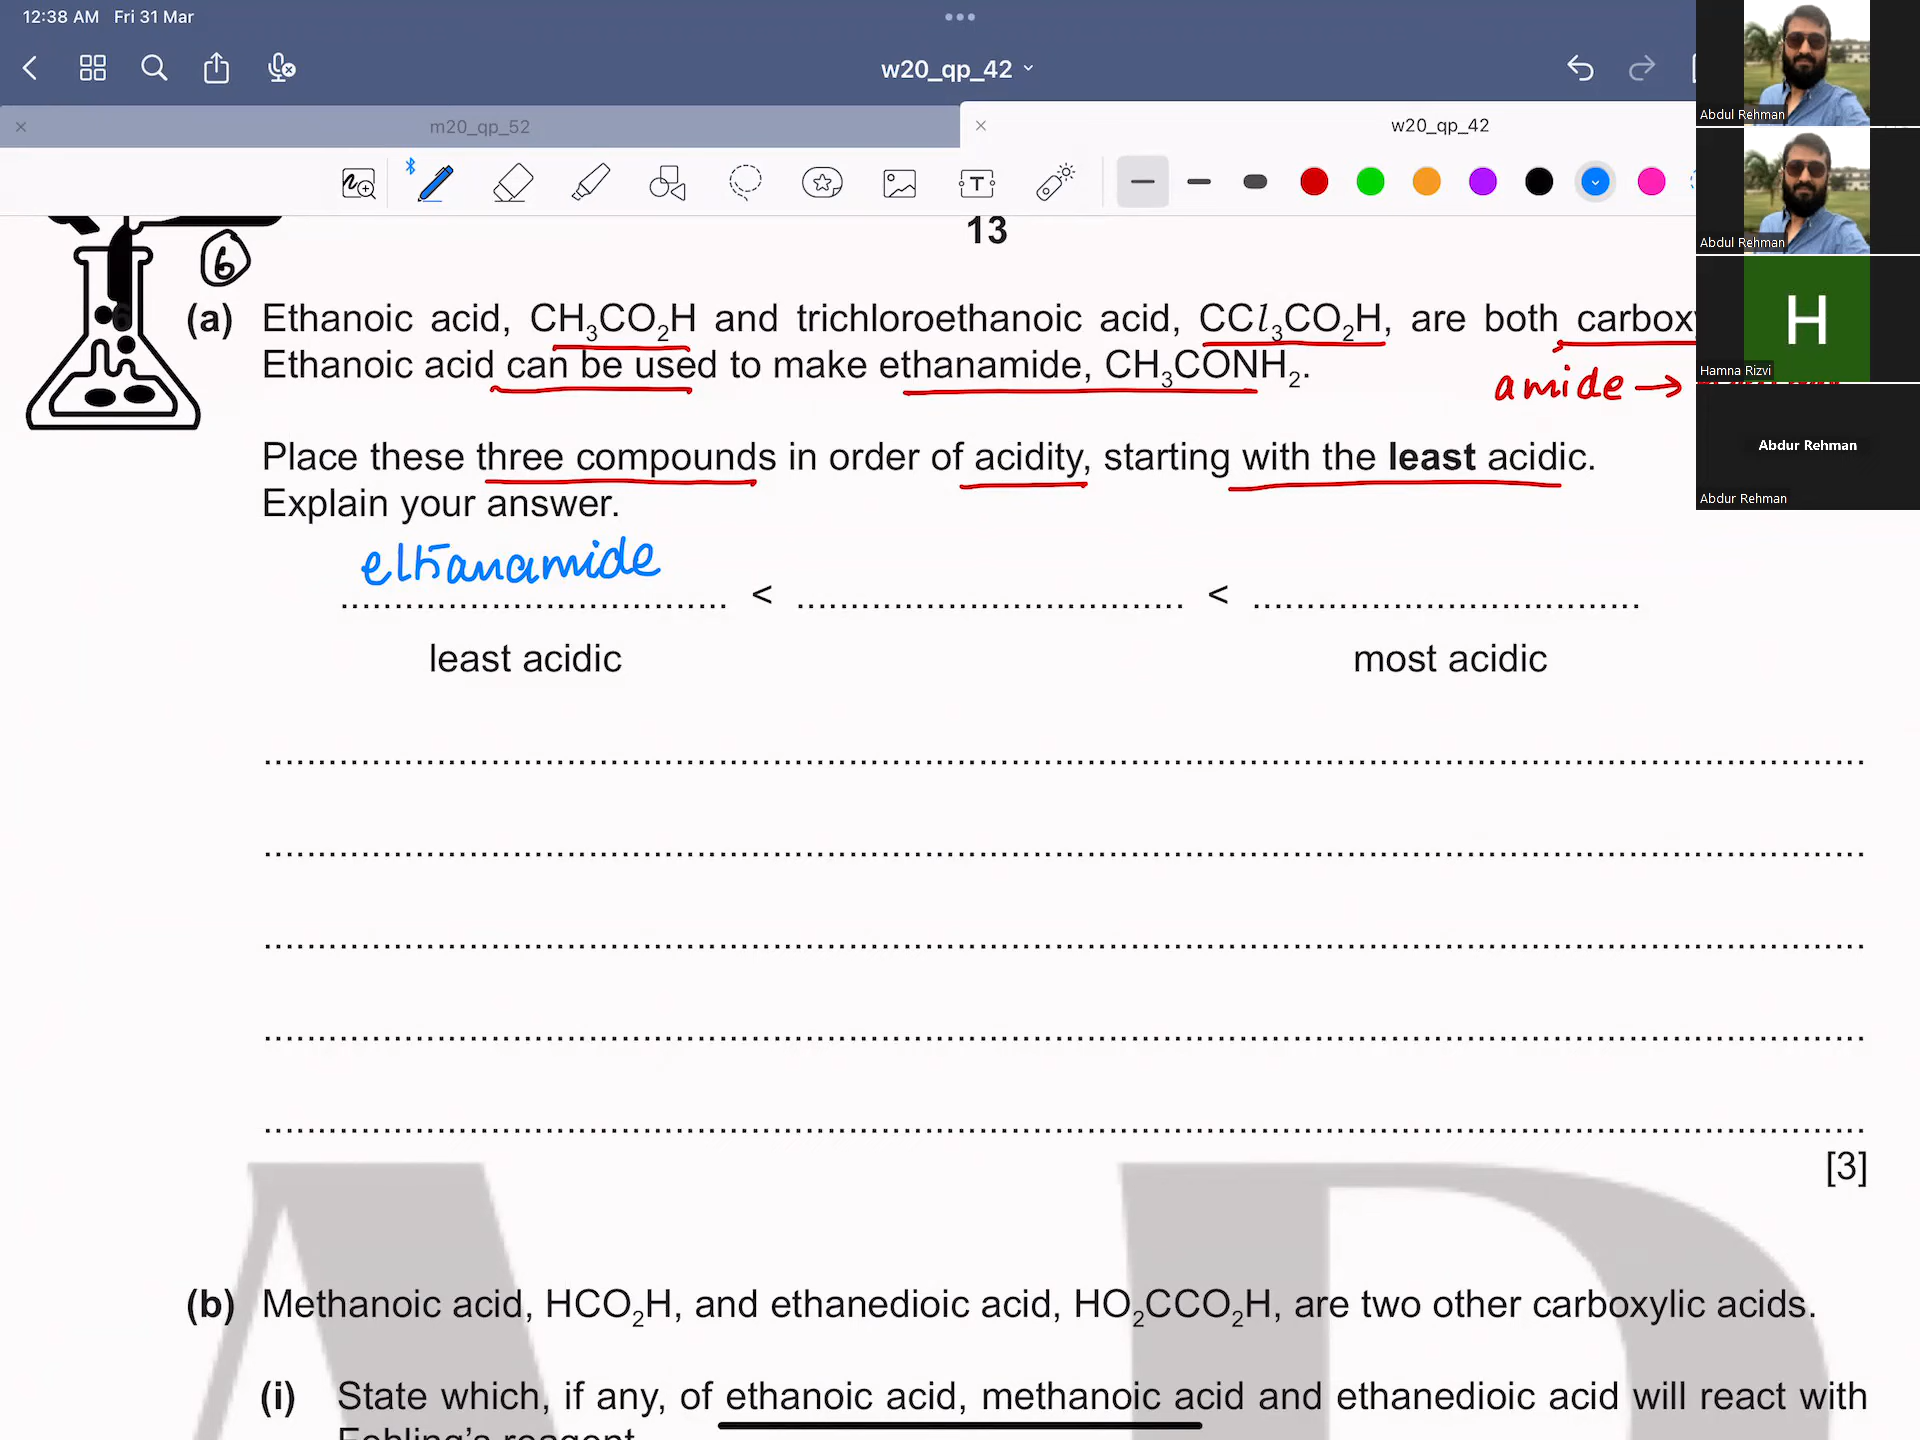 12:38 AM Fri 31 Mar
w20_qp_42
m20_qp_52
w20_qp_42
Abdul Rehman
Abdul Rehman
H
Hamna Rizvi
Abdur Rehman
Abdur Rehman
13
6
(a) Ethanoic acid, CH₃CO₂H and trichloroethanoic acid, CCl₃CO₂H, are both carboxy
Ethanoic acid can be used to make ethanamide, CH₃CONH₂.
amide →
Place these three compounds in order of acidity, starting with the least acidic.
Explain your answer.
ethanamide
.................................... < .................................... < ....................................
least acidic most acidic
[3]
(b) Methanoic acid, HCO₂H, and ethanedioic acid, HO₂CCO₂H, are two other carboxylic acids.
(i) State which, if any, of ethanoic acid, methanoic acid and ethanedioic acid will react with
Fehling's reagent.